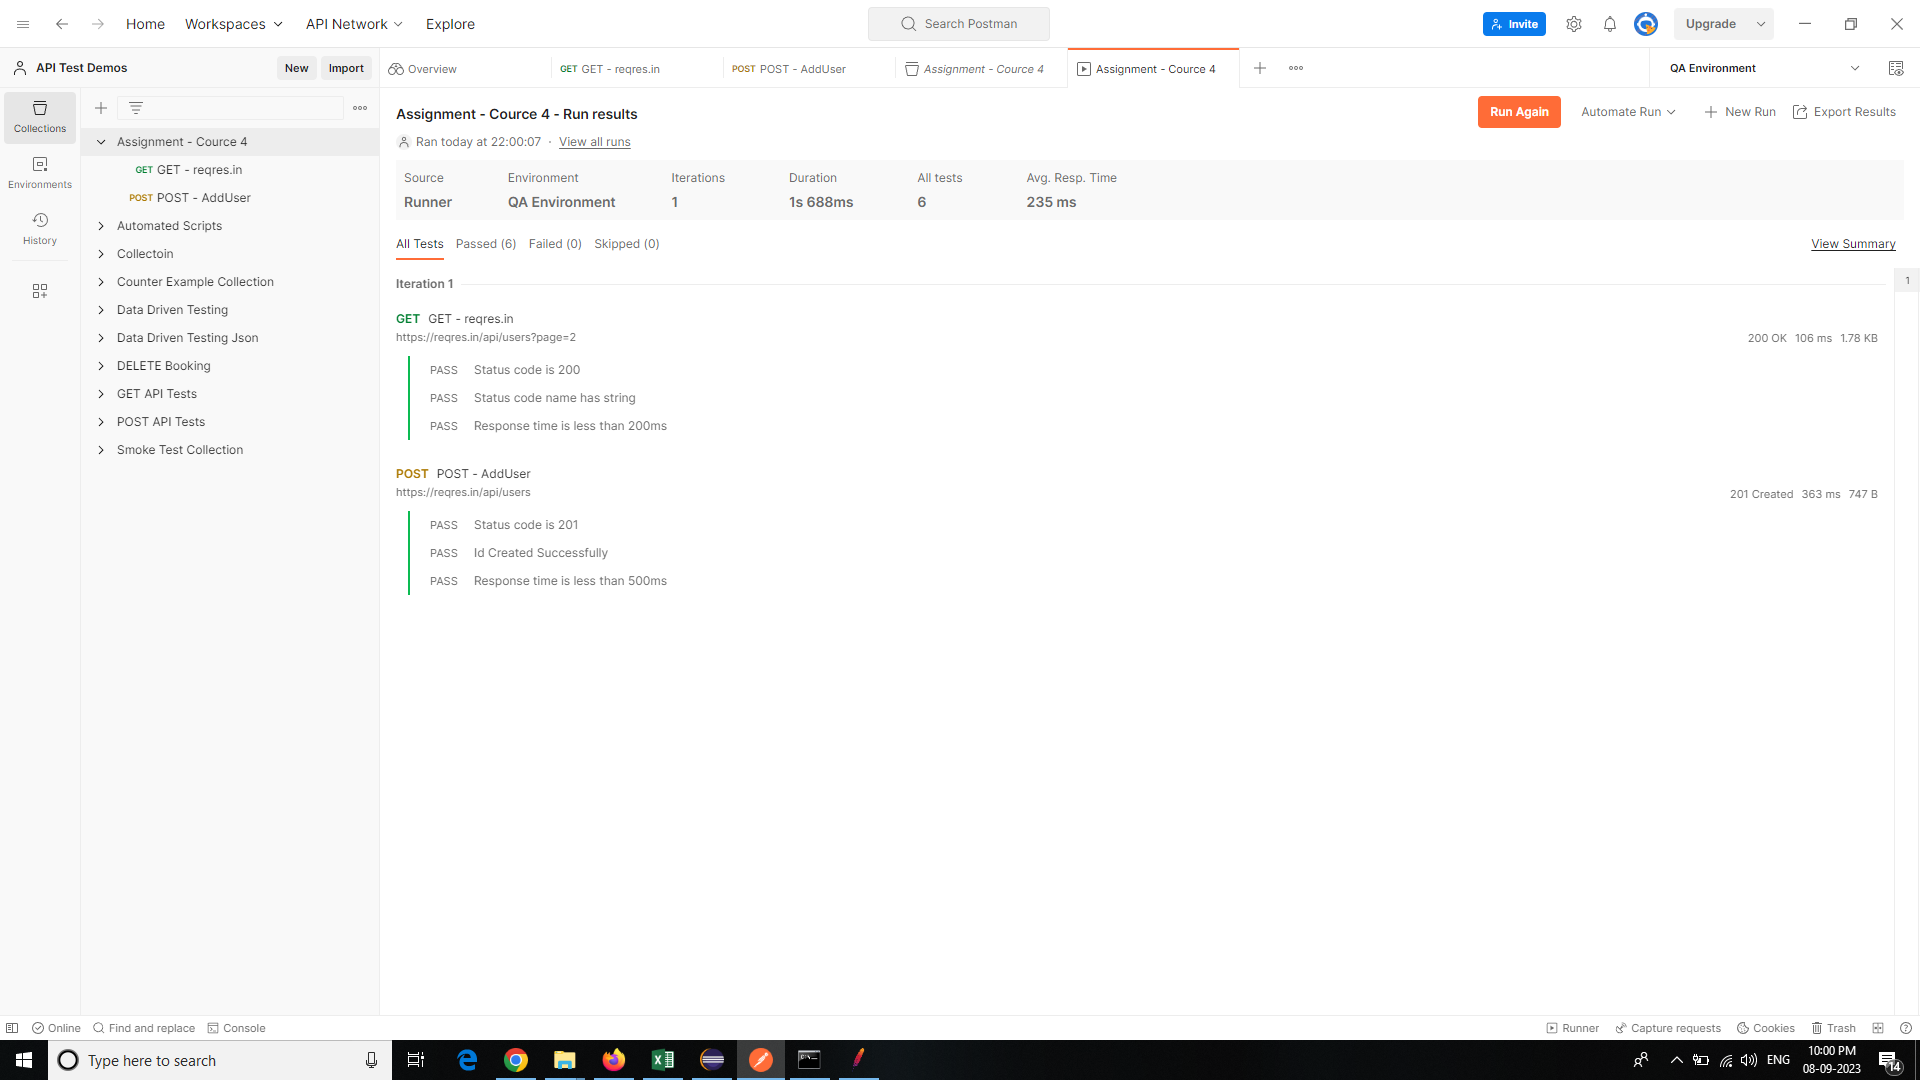 Home
Workspaces
API Network
Explore
Search Postman
Invite
Upgrade
API Test Demos
New
Import
Overview
GET GET - reqres.in
POST POST - AddUser
Assignment - Cource 4
Assignment - Cource 4
QA Environment
Collections
Environments
History
Assignment - Cource 4
GET GET - reqres.in
POST POST - AddUser
Automated Scripts
Collectoin
Counter Example Collection
Data Driven Testing
Data Driven Testing Json
DELETE Booking
GET API Tests
POST API Tests
Smoke Test Collection
Assignment - Cource 4 - Run results
Run Again
Automate Run
New Run
Export Results
Ran today at 22:00:07 · View all runs
Source Environment Iterations Duration All tests Avg. Resp. Time
Runner QA Environment 1 1s 688ms 6 235 ms
All Tests Passed (6) Failed (0) Skipped (0)
View Summary
Iteration 1
1
GET GET - reqres.in
https://reqres.in/api/users?page=2
200 OK 106 ms 1.78 KB
PASS Status code is 200
PASS Status code name has string
PASS Response time is less than 200ms
POST POST - AddUser
https://reqres.in/api/users
201 Created 363 ms 747 B
PASS Status code is 201
PASS Id Created Successfully
PASS Response time is less than 500ms
Online
Find and replace
Console
Runner
Capture requests
Cookies
Trash
Type here to search
ENG
10:00 PM
08-09-2023
14